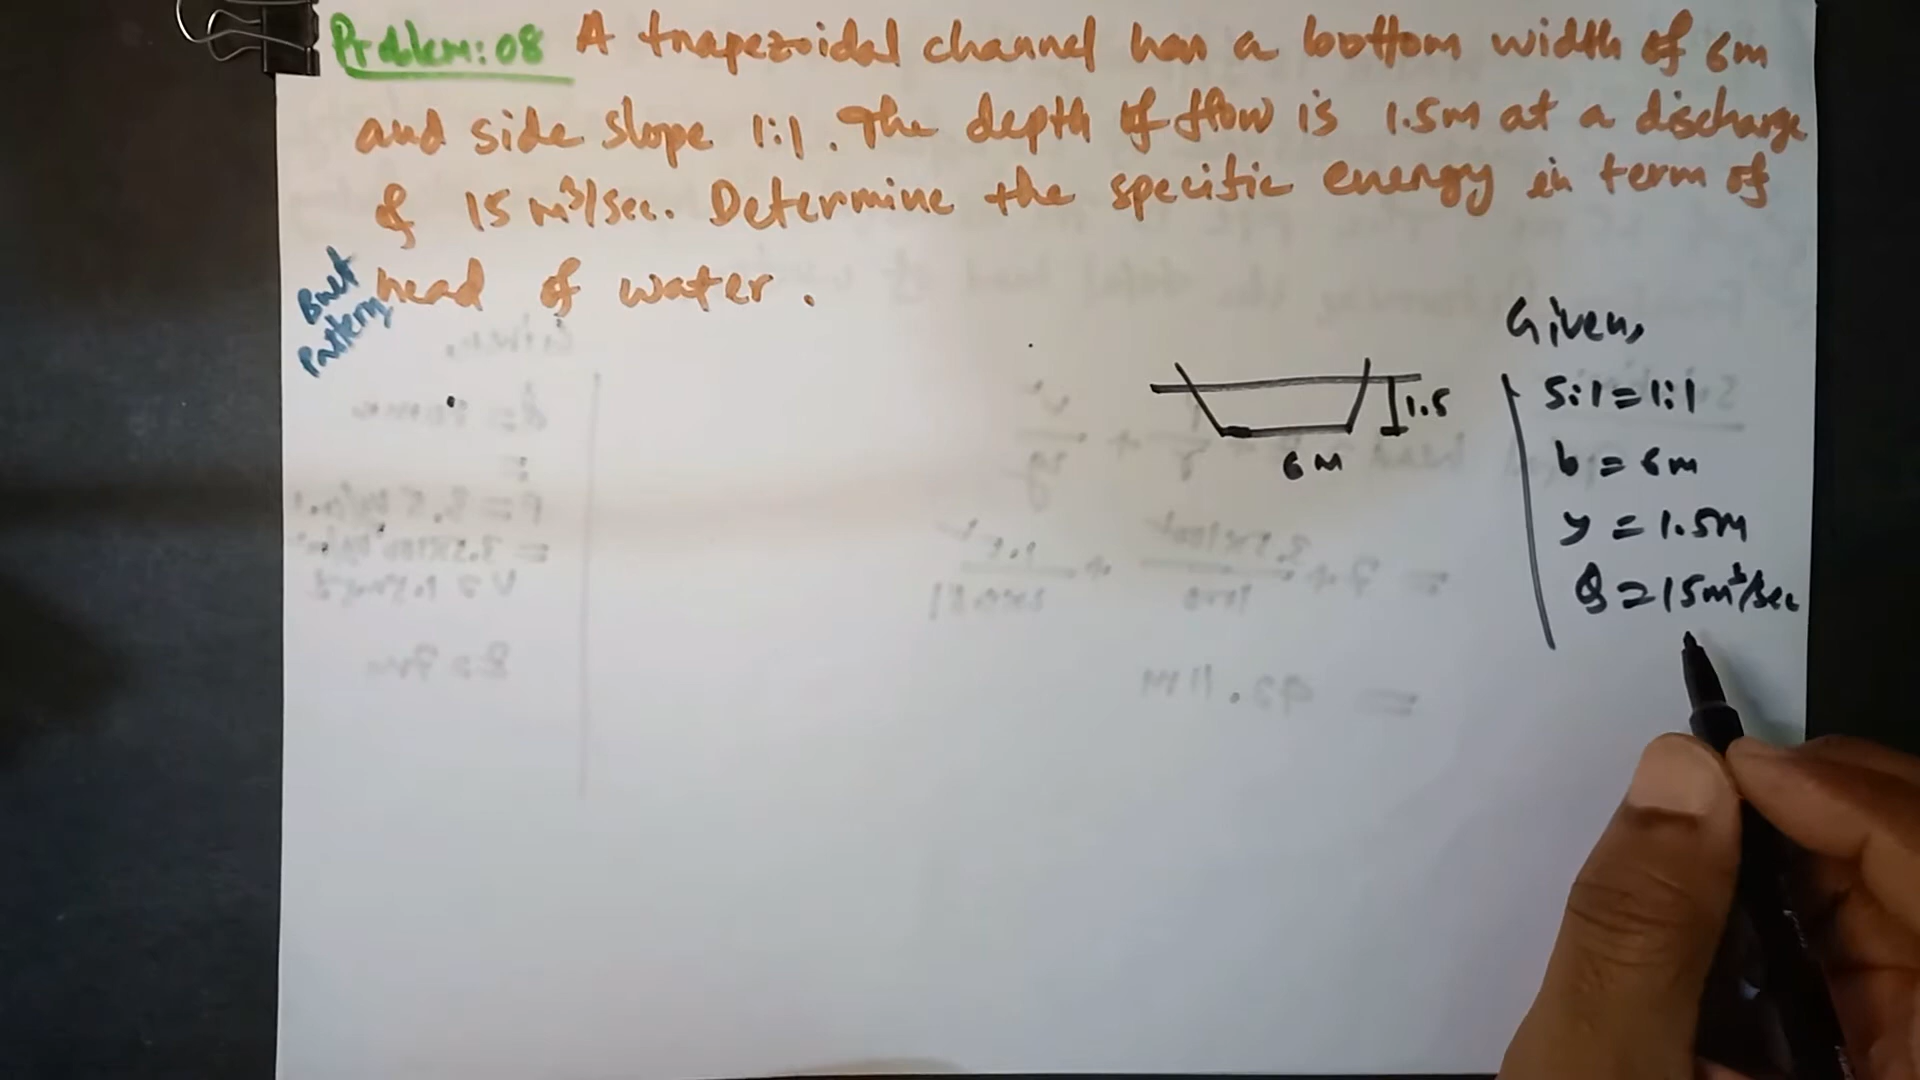 Problem: 08 A trapezoidal channel has a bottom width of 6m
and side slope 1:1. The depth of flow is 1.5m at a discharge
of 15 m³/sec. Determine the specific energy in term of
head of water.
Buet
Pattern
Given,
S:1=1:1
b = 6m
y = 1.5m
Q = 15m³/sec
1.5
6 M